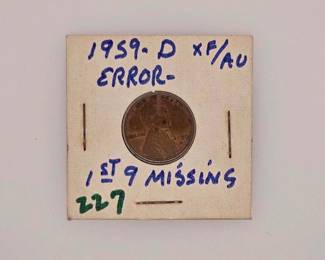 1959-D XF/AU
ERROR-
1ST 9 MISSING
227